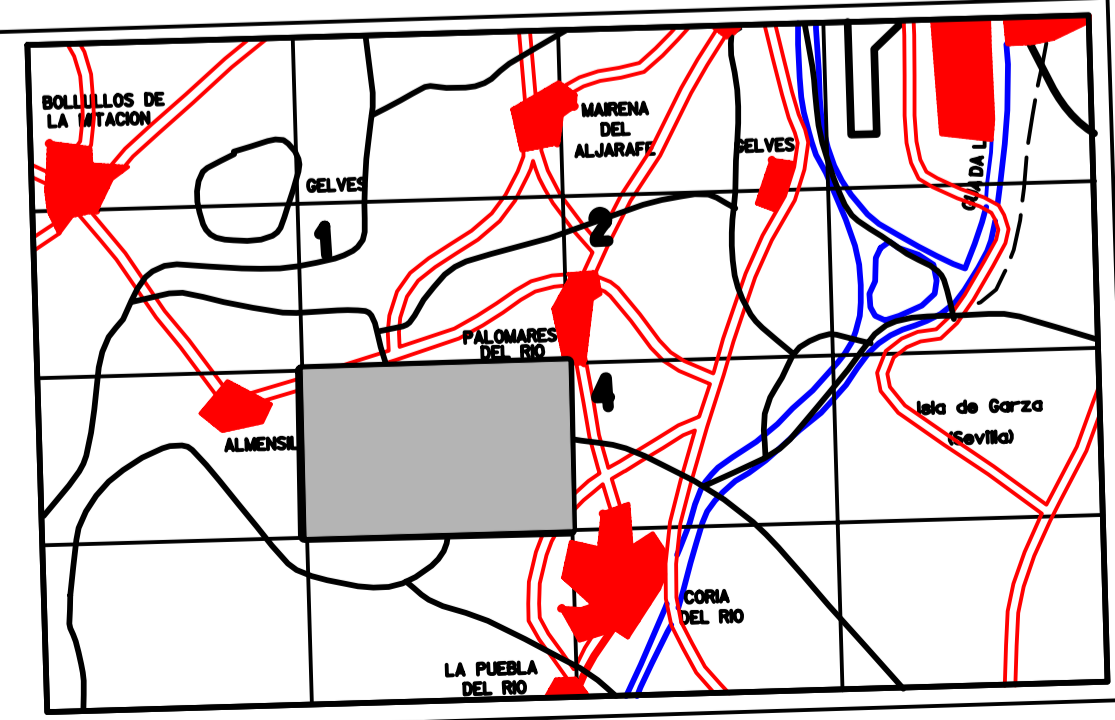 BOLLULLOS DE
LA MITACION
MAIRENA
DEL
ALJARAFE
GELVES
GELVES
1
2
PALOMARES
DEL RIO
4
Isla de Garza
(Sevilla)
ALMENSIL
CORIA
DEL RIO
LA PUEBLA
DEL RIO